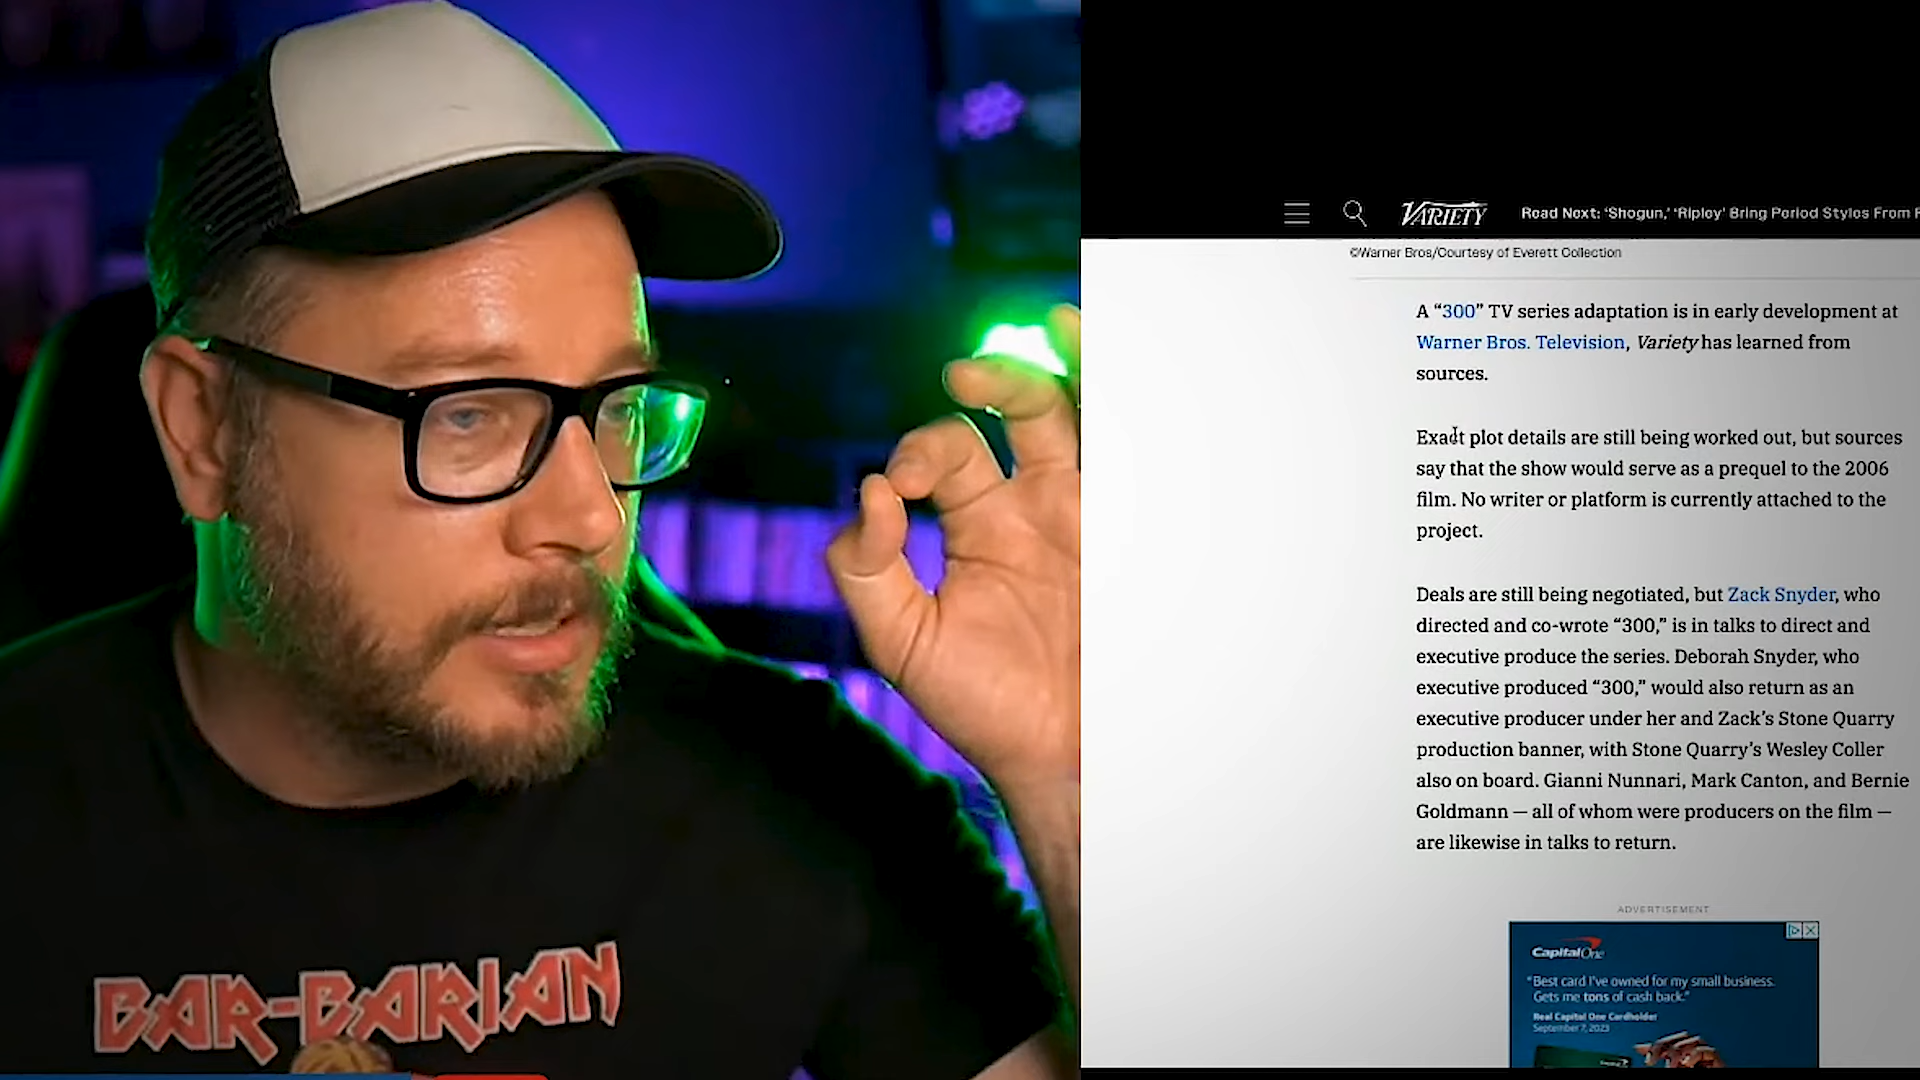 BAR-BARIAN
VARIETY
Read Next: ‘Shogun,’ ‘Ripley’ Bring Period Styles From
©Warner Bros/Courtesy of Everett Collection
A “300” TV series adaptation is in early development at
Warner Bros. Television, Variety has learned from
sources.
Exact plot details are still being worked out, but sources
say that the show would serve as a prequel to the 2006
film. No writer or platform is currently attached to the
project.
Deals are still being negotiated, but Zack Snyder, who
directed and co-wrote “300,” is in talks to direct and
executive produce the series. Deborah Snyder, who
executive produced “300,” would also return as an
executive producer under her and Zack’s Stone Quarry
production banner, with Stone Quarry’s Wesley Coller
also on board. Gianni Nunnari, Mark Canton, and Bernie
Goldmann — all of whom were producers on the film —
are likewise in talks to return.
ADVERTISEMENT
CapitalOne
“Best card I’ve owned for my small business.
Gets me tons of cash back.”
Real Capital One Cardholder
September 7, 2023